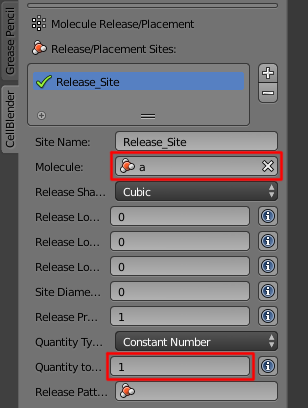 Grease Pencil
CellBlender
Molecule Release/Placement
Release/Placement Sites:
Release_Site
Site Name: Release_Site
Molecule: a
Release Sha... Cubic
Release Lo... 0
Release Lo... 0
Release Lo... 0
Site Diame... 0
Release Pr... 1
Quantity Ty... Constant Number
Quantity to... 1
Release Patt...